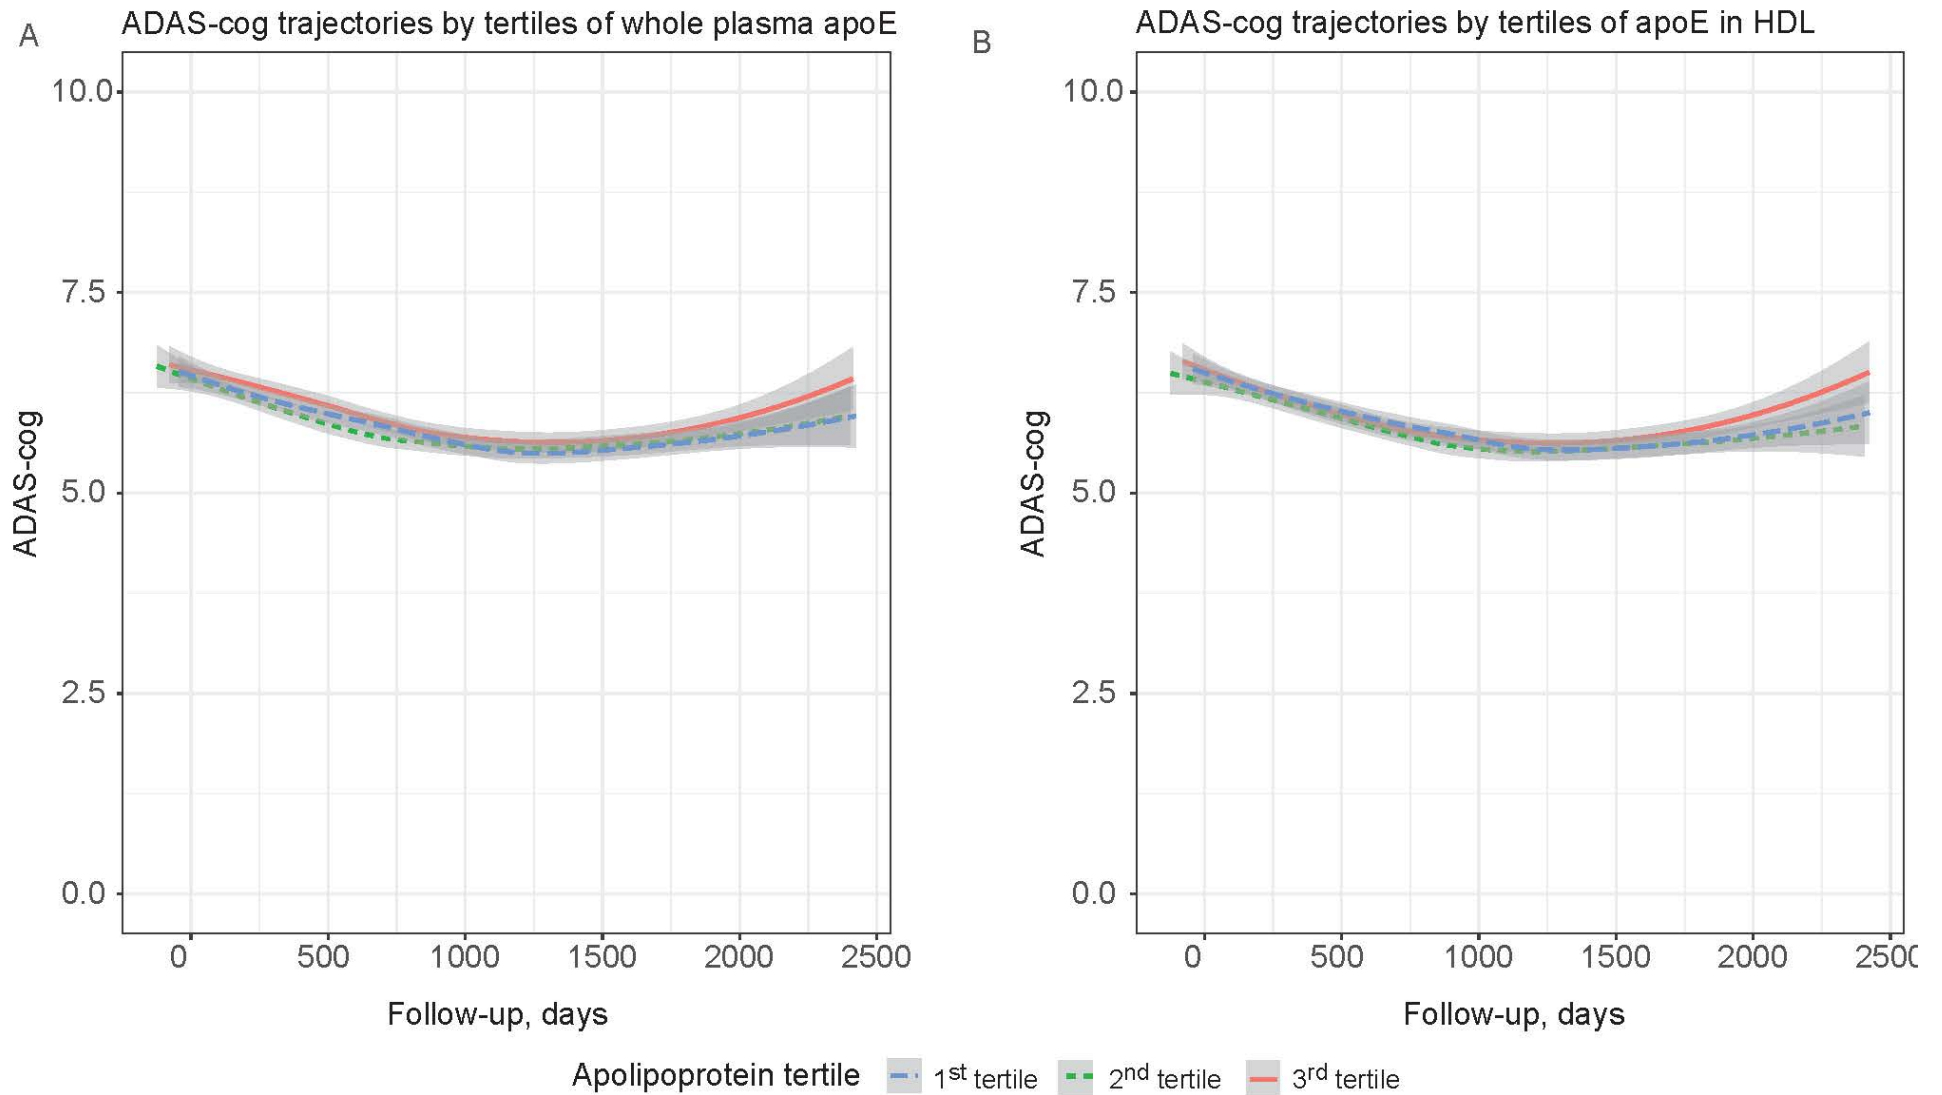 A
ADAS-cog trajectories by tertiles of whole plasma apoE
10.0
7.5
5.0
2.5
0.0
ADAS-cog
0 500 1000 1500 2000 2500
Follow-up, days
B
ADAS-cog trajectories by tertiles of apoE in HDL
10.0
7.5
5.0
2.5
0.0
ADAS-cog
0 500 1000 1500 2000 2500
Follow-up, days
Apolipoprotein tertile 1st tertile 2nd tertile 3rd tertile